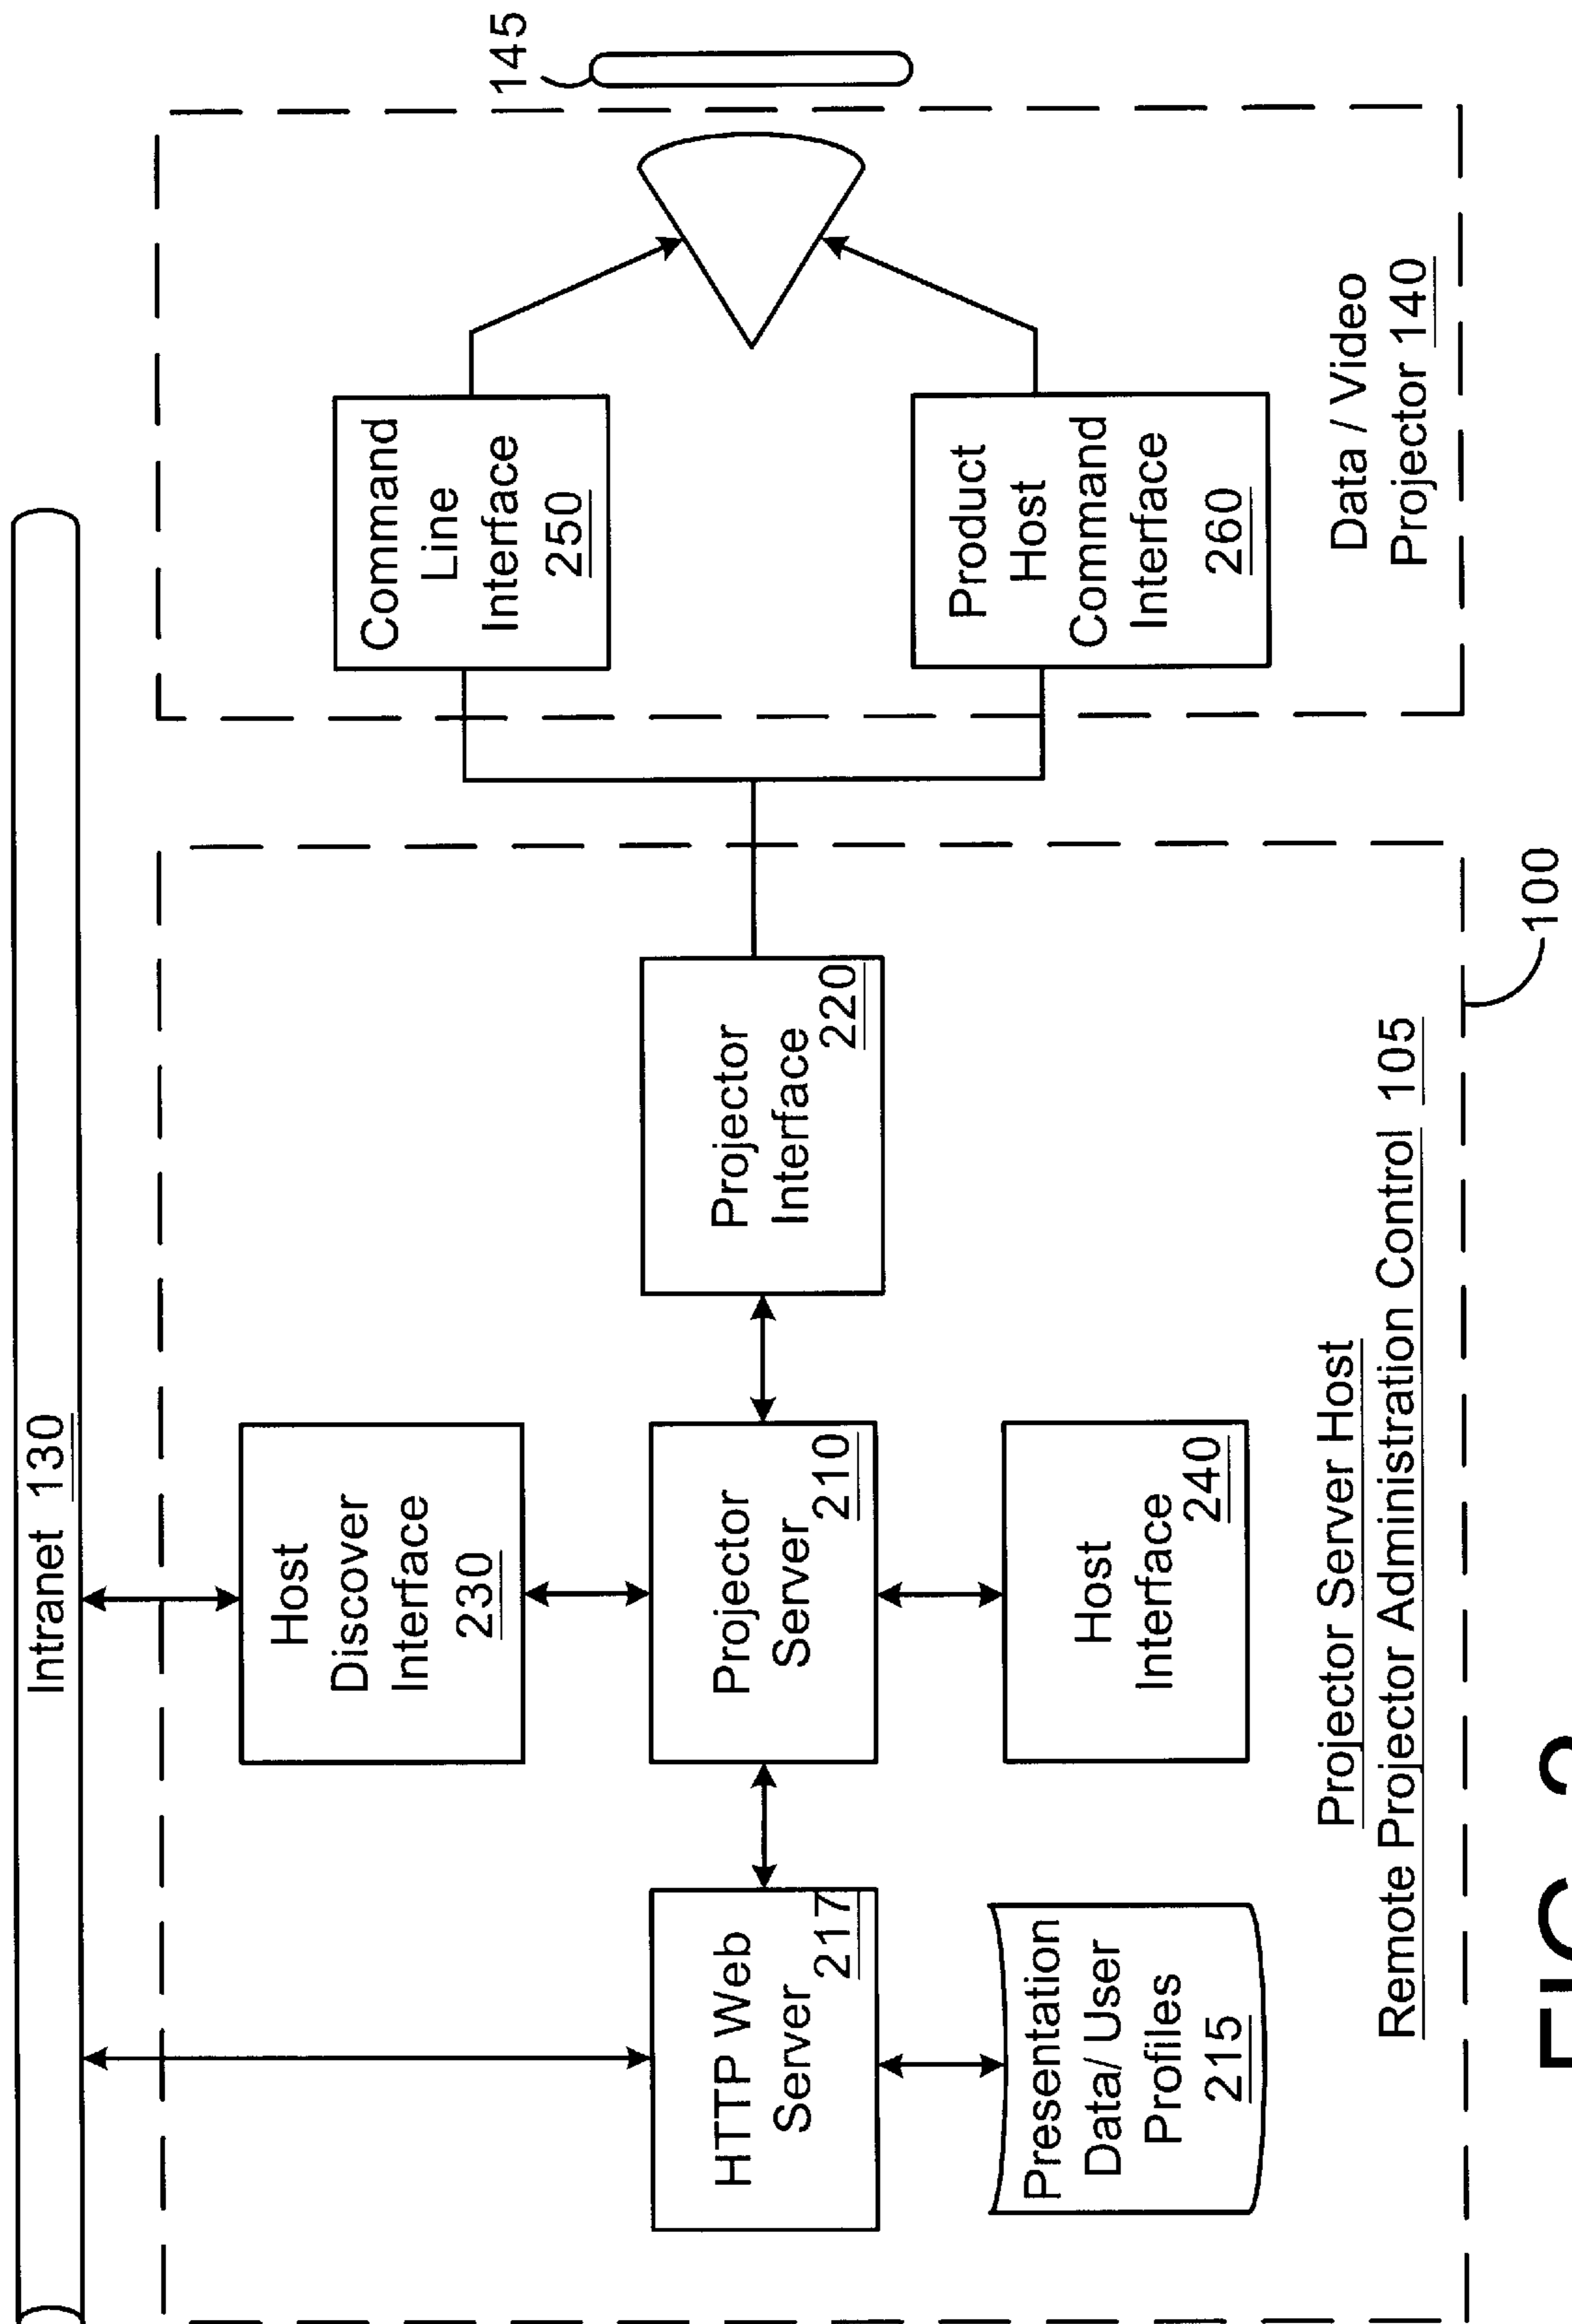 Intranet 130
Host
Discover
Interface
230
HTTP Web
Server
217
Projector
Server
210
Projector
Interface
220
Presentation
Data/ User
Profiles
215
Host
Interface
240
Projector Server Host
Remote Projector Administration Control 105
100
Command
Line
Interface
250
Product
Host
Command
Interface
260
Data / Video
Projector 140
145